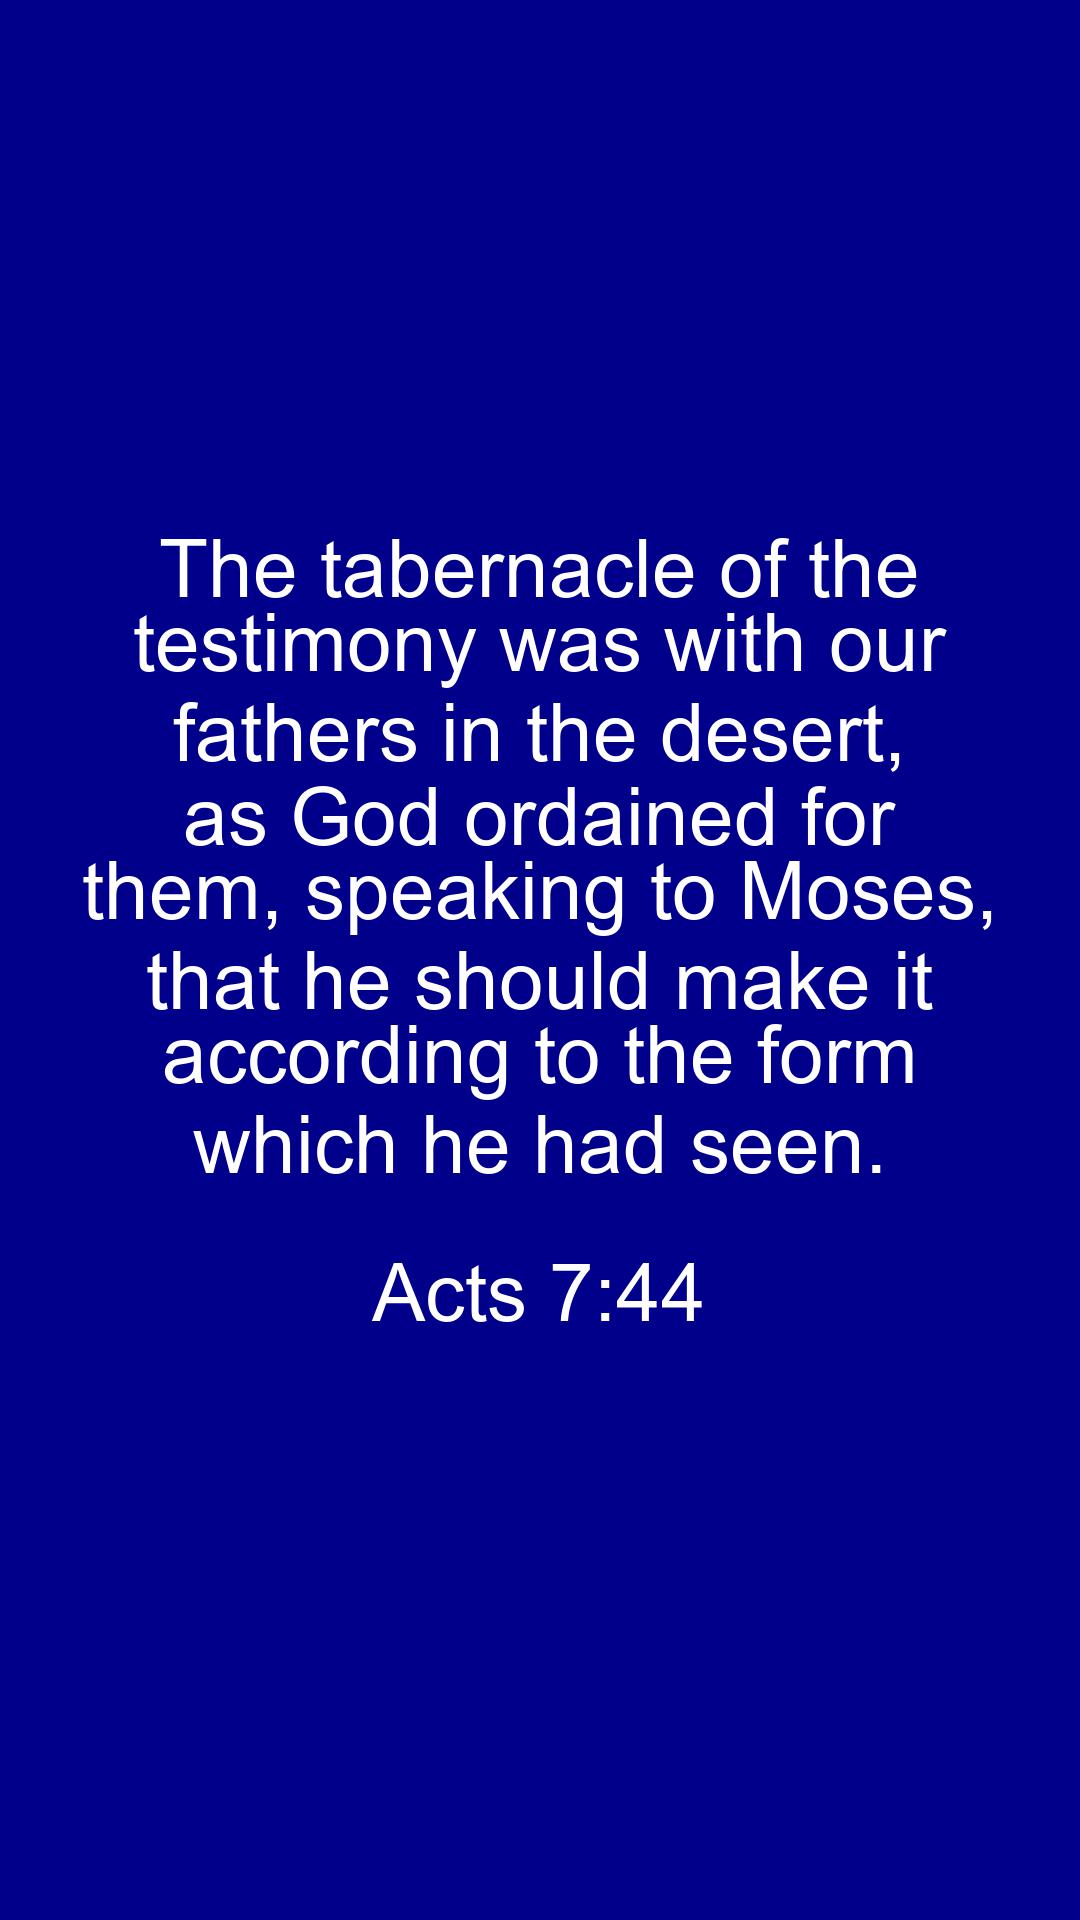 The tabernacle of the
testimony was with our
fathers in the desert,
as God ordained for
them, speaking to Moses,
that he should make it
according to the form
which he had seen.
Acts 7:44